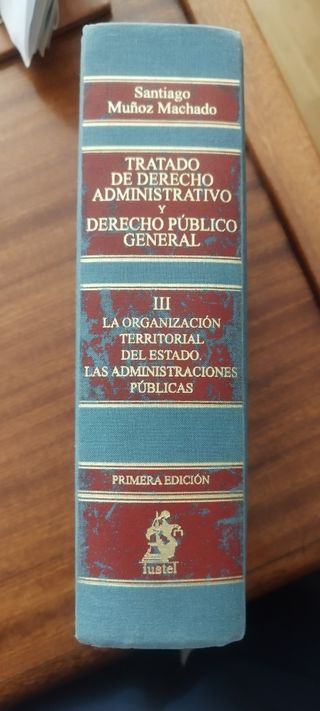 Santiago
Muñoz Machado
TRATADO
DE DERECHO
ADMINISTRATIVO
Y
DERECHO PÚBLICO
GENERAL
III
LA ORGANIZACIÓN
TERRITORIAL
DEL ESTADO.
LAS ADMINISTRACIONES
PÚBLICAS
PRIMERA EDICIÓN
iustel